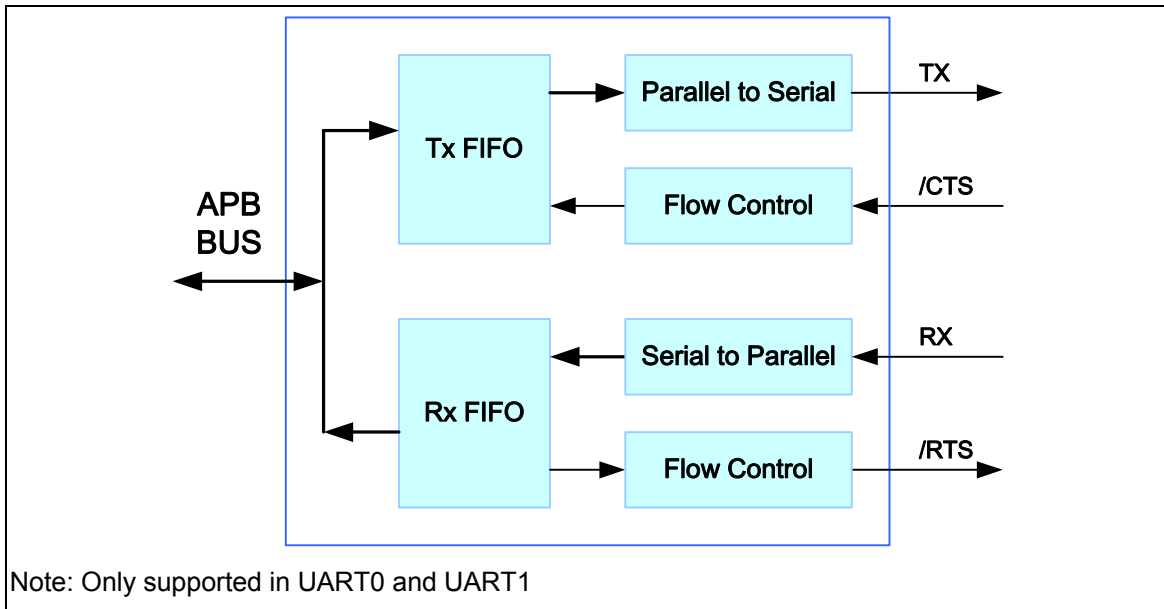 Parallel to Serial
TX
Tx FIFO
Flow Control
/CTS
APB
BUS
Serial to Parallel
RX
Rx FIFO
Flow Control
/RTS
Note: Only supported in UART0 and UART1